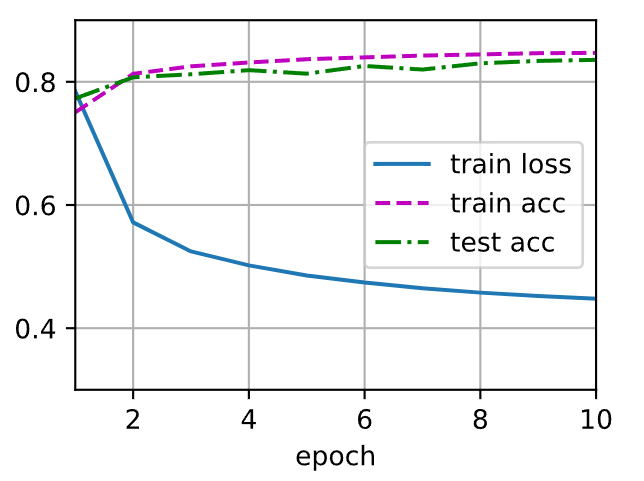 0.8
0.6
0.4
train loss
train acc
test acc
2 4 6 8 10
epoch